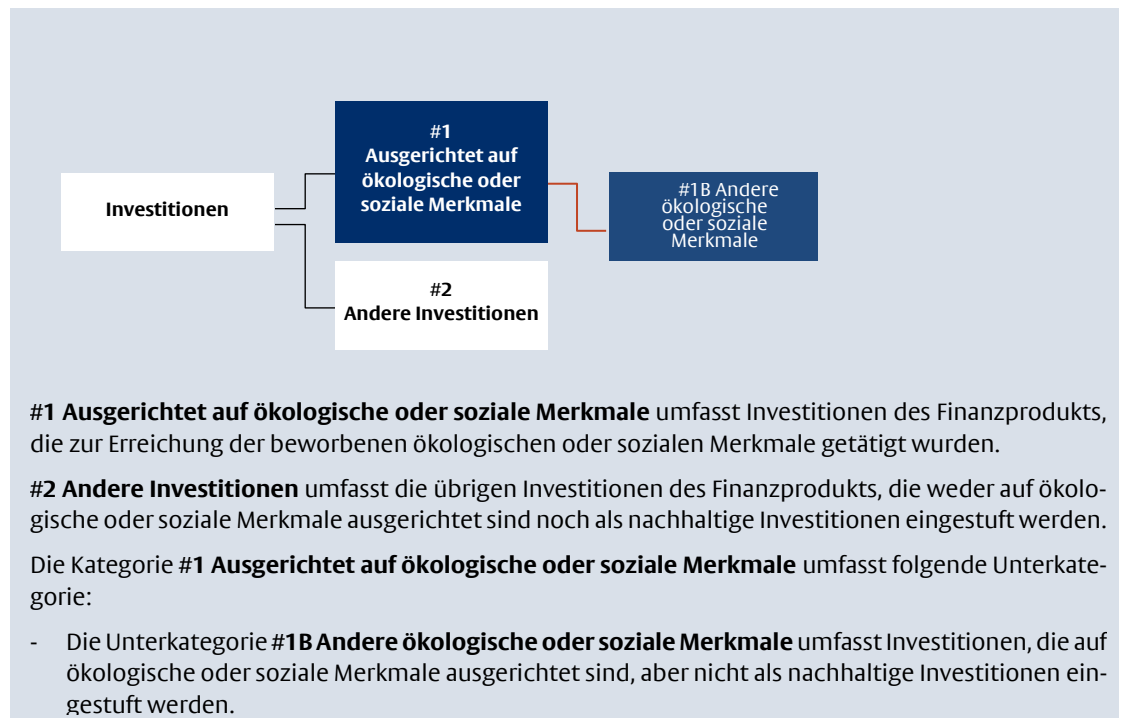 #1
Ausgerichtet auf
ökologische oder
soziale Merkmale
Investitionen
#1B Andere
ökologische
oder soziale
Merkmale
#2
Andere Investitionen
#1 Ausgerichtet auf ökologische oder soziale Merkmale umfasst Investitionen des Finanzprodukts,
die zur Erreichung der beworbenen ökologischen oder sozialen Merkmale getätigt wurden.
#2 Andere Investitionen umfasst die übrigen Investitionen des Finanzprodukts, die weder auf ökolo-
gische oder soziale Merkmale ausgerichtet sind noch als nachhaltige Investitionen eingestuft werden.
Die Kategorie #1 Ausgerichtet auf ökologische oder soziale Merkmale umfasst folgende Unterkate-
gorie:
- Die Unterkategorie #1B Andere ökologische oder soziale Merkmale umfasst Investitionen, die auf
ökologische oder soziale Merkmale ausgerichtet sind, aber nicht als nachhaltige Investitionen ein-
gestuft werden.